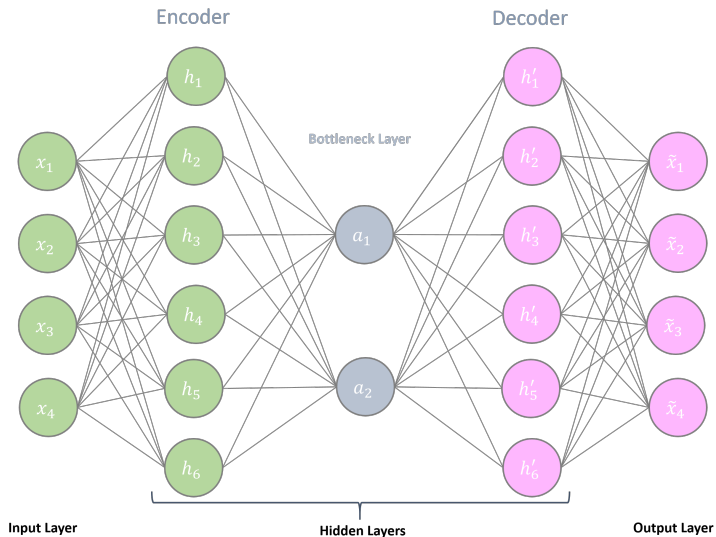 Encoder
Decoder
Bottleneck Layer
x₁
x₂
x₃
x₄
h₁
h₂
h₃
h₄
h₅
h₆
a₁
a₂
h′₁
h′₂
h′₃
h′₄
h′₅
h′₆
x̃₁
x̃₂
x̃₃
x̃₄
Input Layer
Hidden Layers
Output Layer